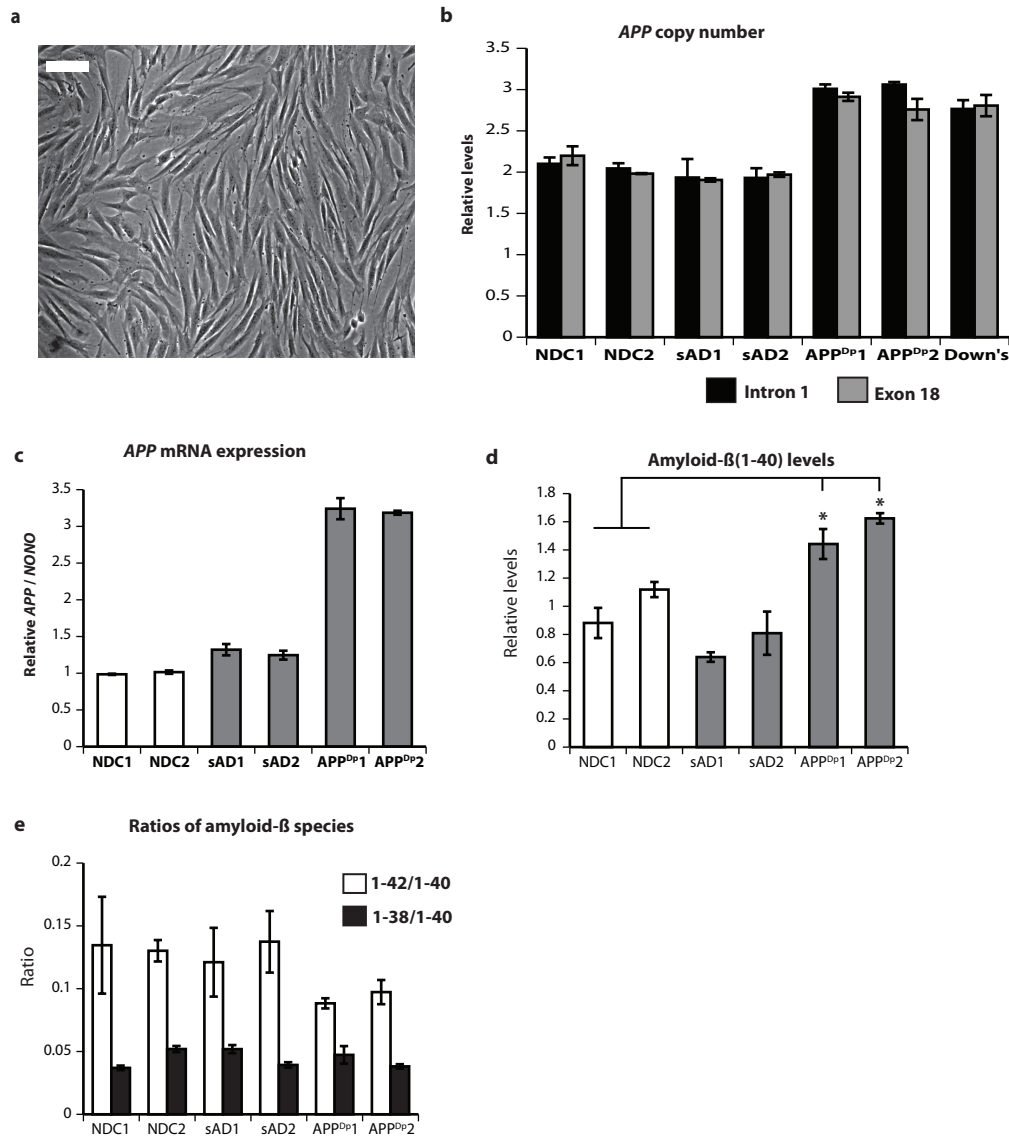 a
b
APP copy number
3.5
3
2.5
2
1.5
1
0.5
0
Relative levels
NDC1 NDC2 sAD1 sAD2 APPDp1 APPDp2 Down's
Intron 1 Exon 18
c
APP mRNA expression
3.5
3
2.5
2
1.5
1
0.5
0
Relative APP / NONO
NDC1 NDC2 sAD1 sAD2 APPDp1 APPDp2
d
Amyloid-ß(1-40) levels
1.8
1.6
1.4
1.2
1
0.8
0.6
0.4
0.2
0
Relative levels
* *
NDC1 NDC2 sAD1 sAD2 APPDp1 APPDp2
e
Ratios of amyloid-ß species
0.2
0.15
0.1
0.05
0
Ratio
1-42/1-40
1-38/1-40
NDC1 NDC2 sAD1 sAD2 APPDp1 APPDp2